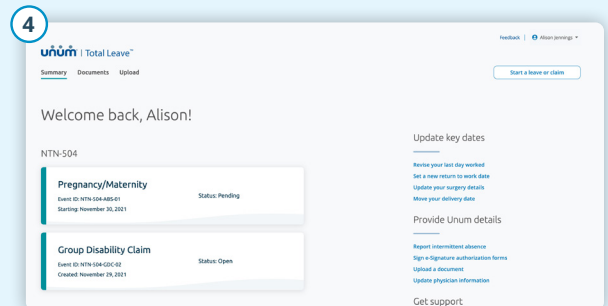 4
Feedback | Alison Jennings
unum | Total Leave™
Summary Documents Upload
Start a leave or claim
Welcome back, Alison!
NTN-504
Pregnancy/Maternity
Event ID: NTN-504-ABS-01
Starting: November 30, 2021
Status: Pending
Group Disability Claim
Event ID: NTN-504-GDC-02
Created: November 29, 2021
Status: Open
Update key dates
Revise your last day worked
Set a new return to work date
Update your surgery details
Move your delivery date
Provide Unum details
Report intermittent absence
Sign e-Signature authorization forms
Upload a document
Update physician information
Get support